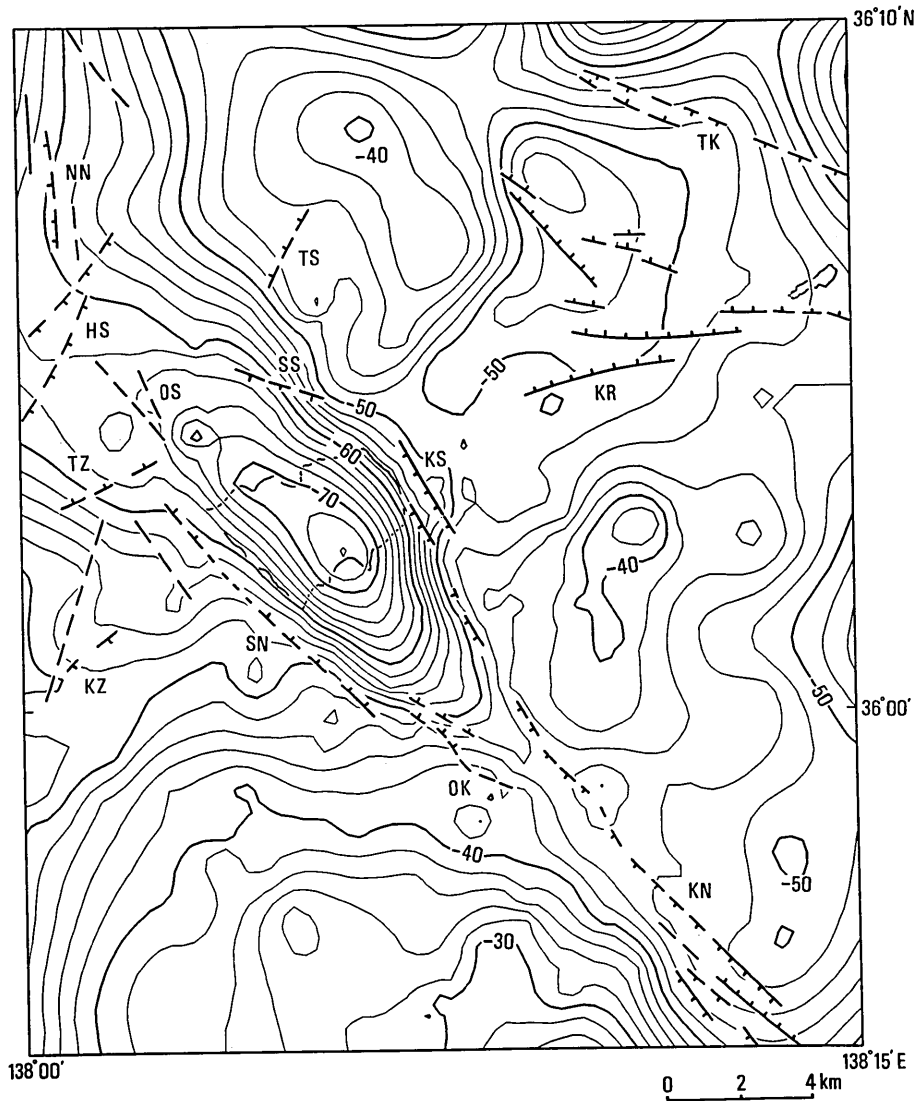 36°10′N
-40
TK
NN
TS
HS
SS
-50
OS
-50
KR
-60
KS
TZ
-70
-40
SN
KZ
-50
36°00′
OK
-40
KN
-50
-30
138°00′
138°15′E
0 2 4 km